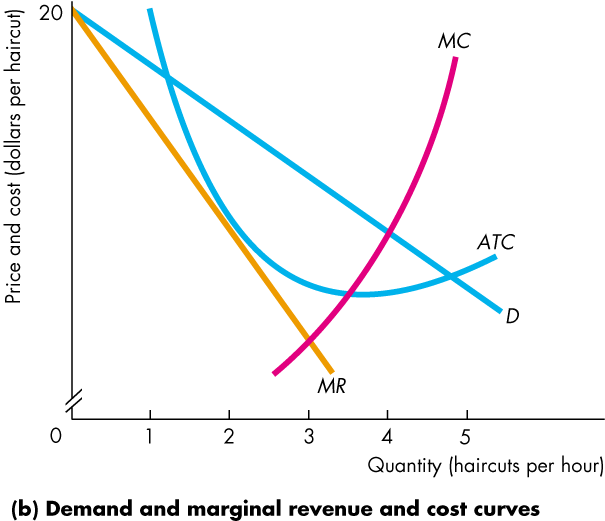 20
Price and cost (dollars per haircut)
MC
ATC
D
MR
0 1 2 3 4 5
Quantity (haircuts per hour)
(b) Demand and marginal revenue and cost curves